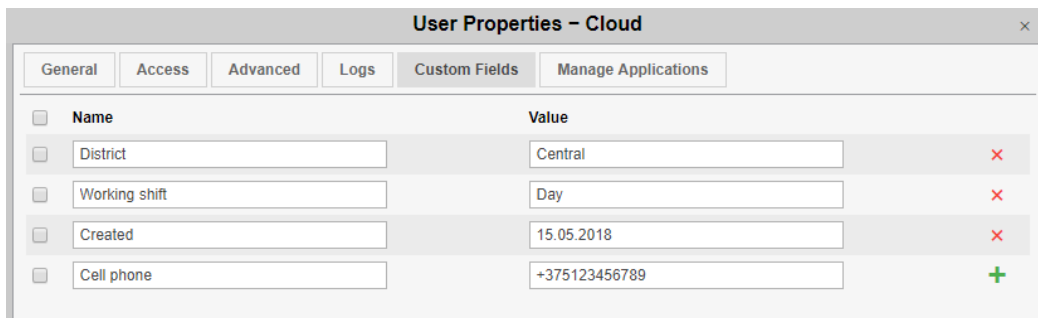 User Properties – Cloud
General Access Advanced Logs Custom Fields Manage Applications
Name Value
District Central
Working shift Day
Created 15.05.2018
Cell phone +375123456789